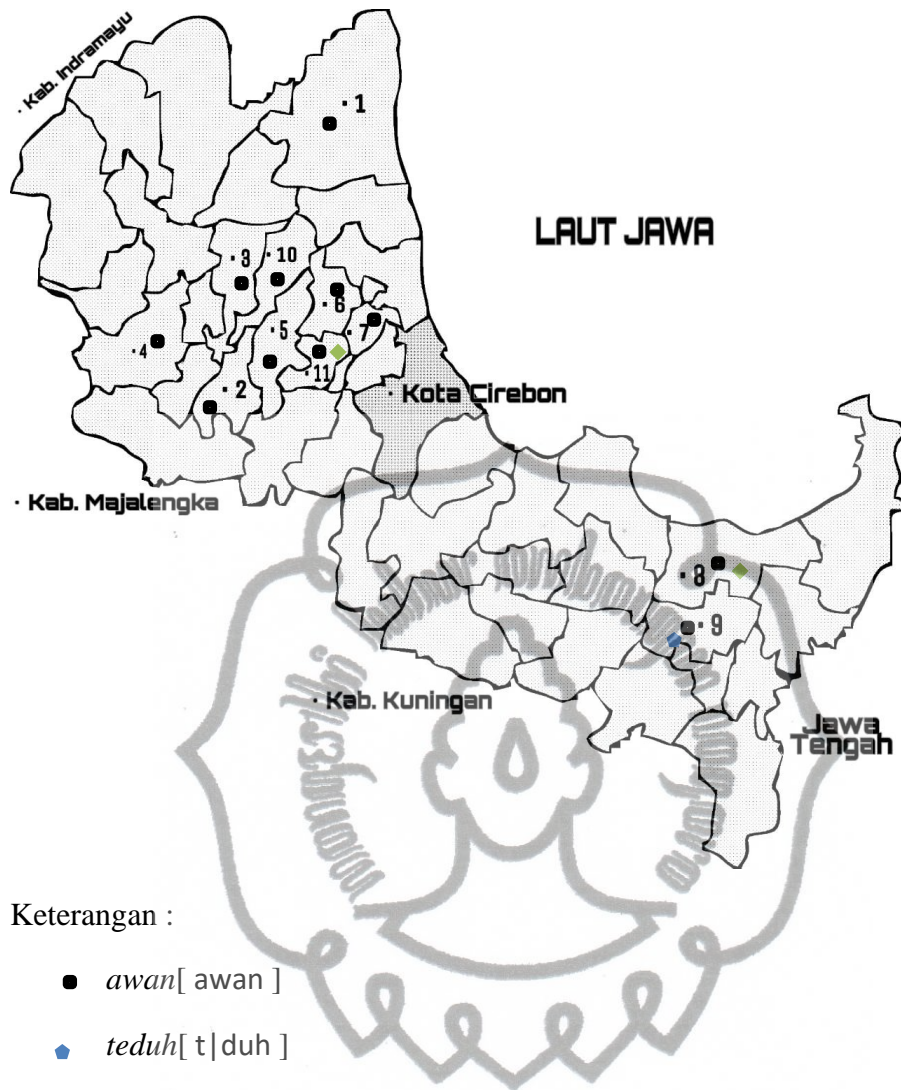 · Kab. Indramayu
· 1
LAUT JAWA
· 3
· 10
· 6
· 5
· 7
· 4
· 11
· 2
· Kota Cirebon
· Kab. Majalengka
· 8
· 9
· Kab. Kuningan
Jawa
Tengah
Keterangan :
awan[ awan ]
teduh[ t|duh ]